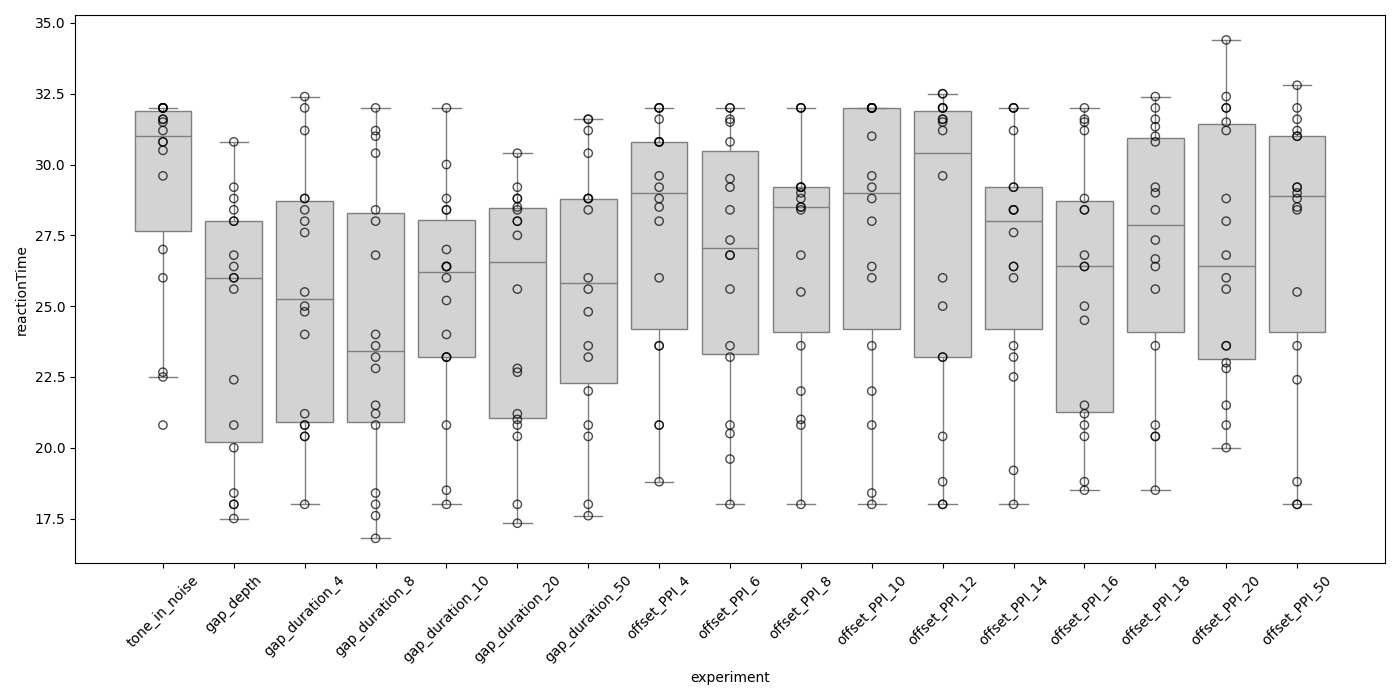 35.0
32.5
30.0
27.5
25.0
22.5
20.0
17.5
reactionTime
tone_in_noise
gap_depth
gap_duration_4
gap_duration_8
gap_duration_10
gap_duration_20
gap_duration_50
offset_PPI_4
offset_PPI_6
offset_PPI_8
offset_PPI_10
offset_PPI_12
offset_PPI_14
offset_PPI_16
offset_PPI_18
offset_PPI_20
offset_PPI_50
experiment